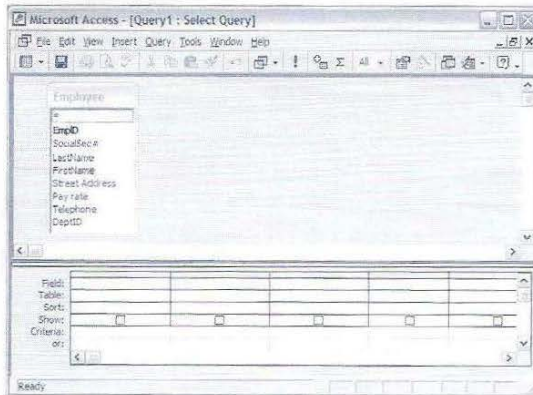 Microsoft Access - [Query1 : Select Query]
File Edit View Insert Query Tools Window Help
Σ All
Employee
*
EmpID
SocialSec#
LastName
FirstName
Street Address
Pay rate
Telephone
DeptID
Field:
Table:
Sort:
Show:
Criteria:
or:
Ready